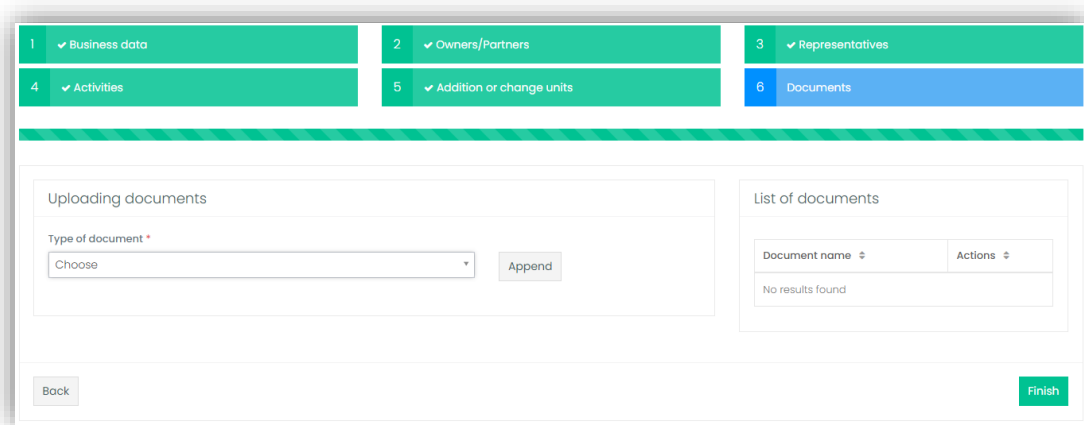 1 ✔ Business data
2 ✔ Owners/Partners
3 ✔ Representatives
4 ✔ Activities
5 ✔ Addition or change units
6 Documents
Uploading documents
Type of document *
Choose
Append
List of documents
Document name Actions
No results found
Back
Finish